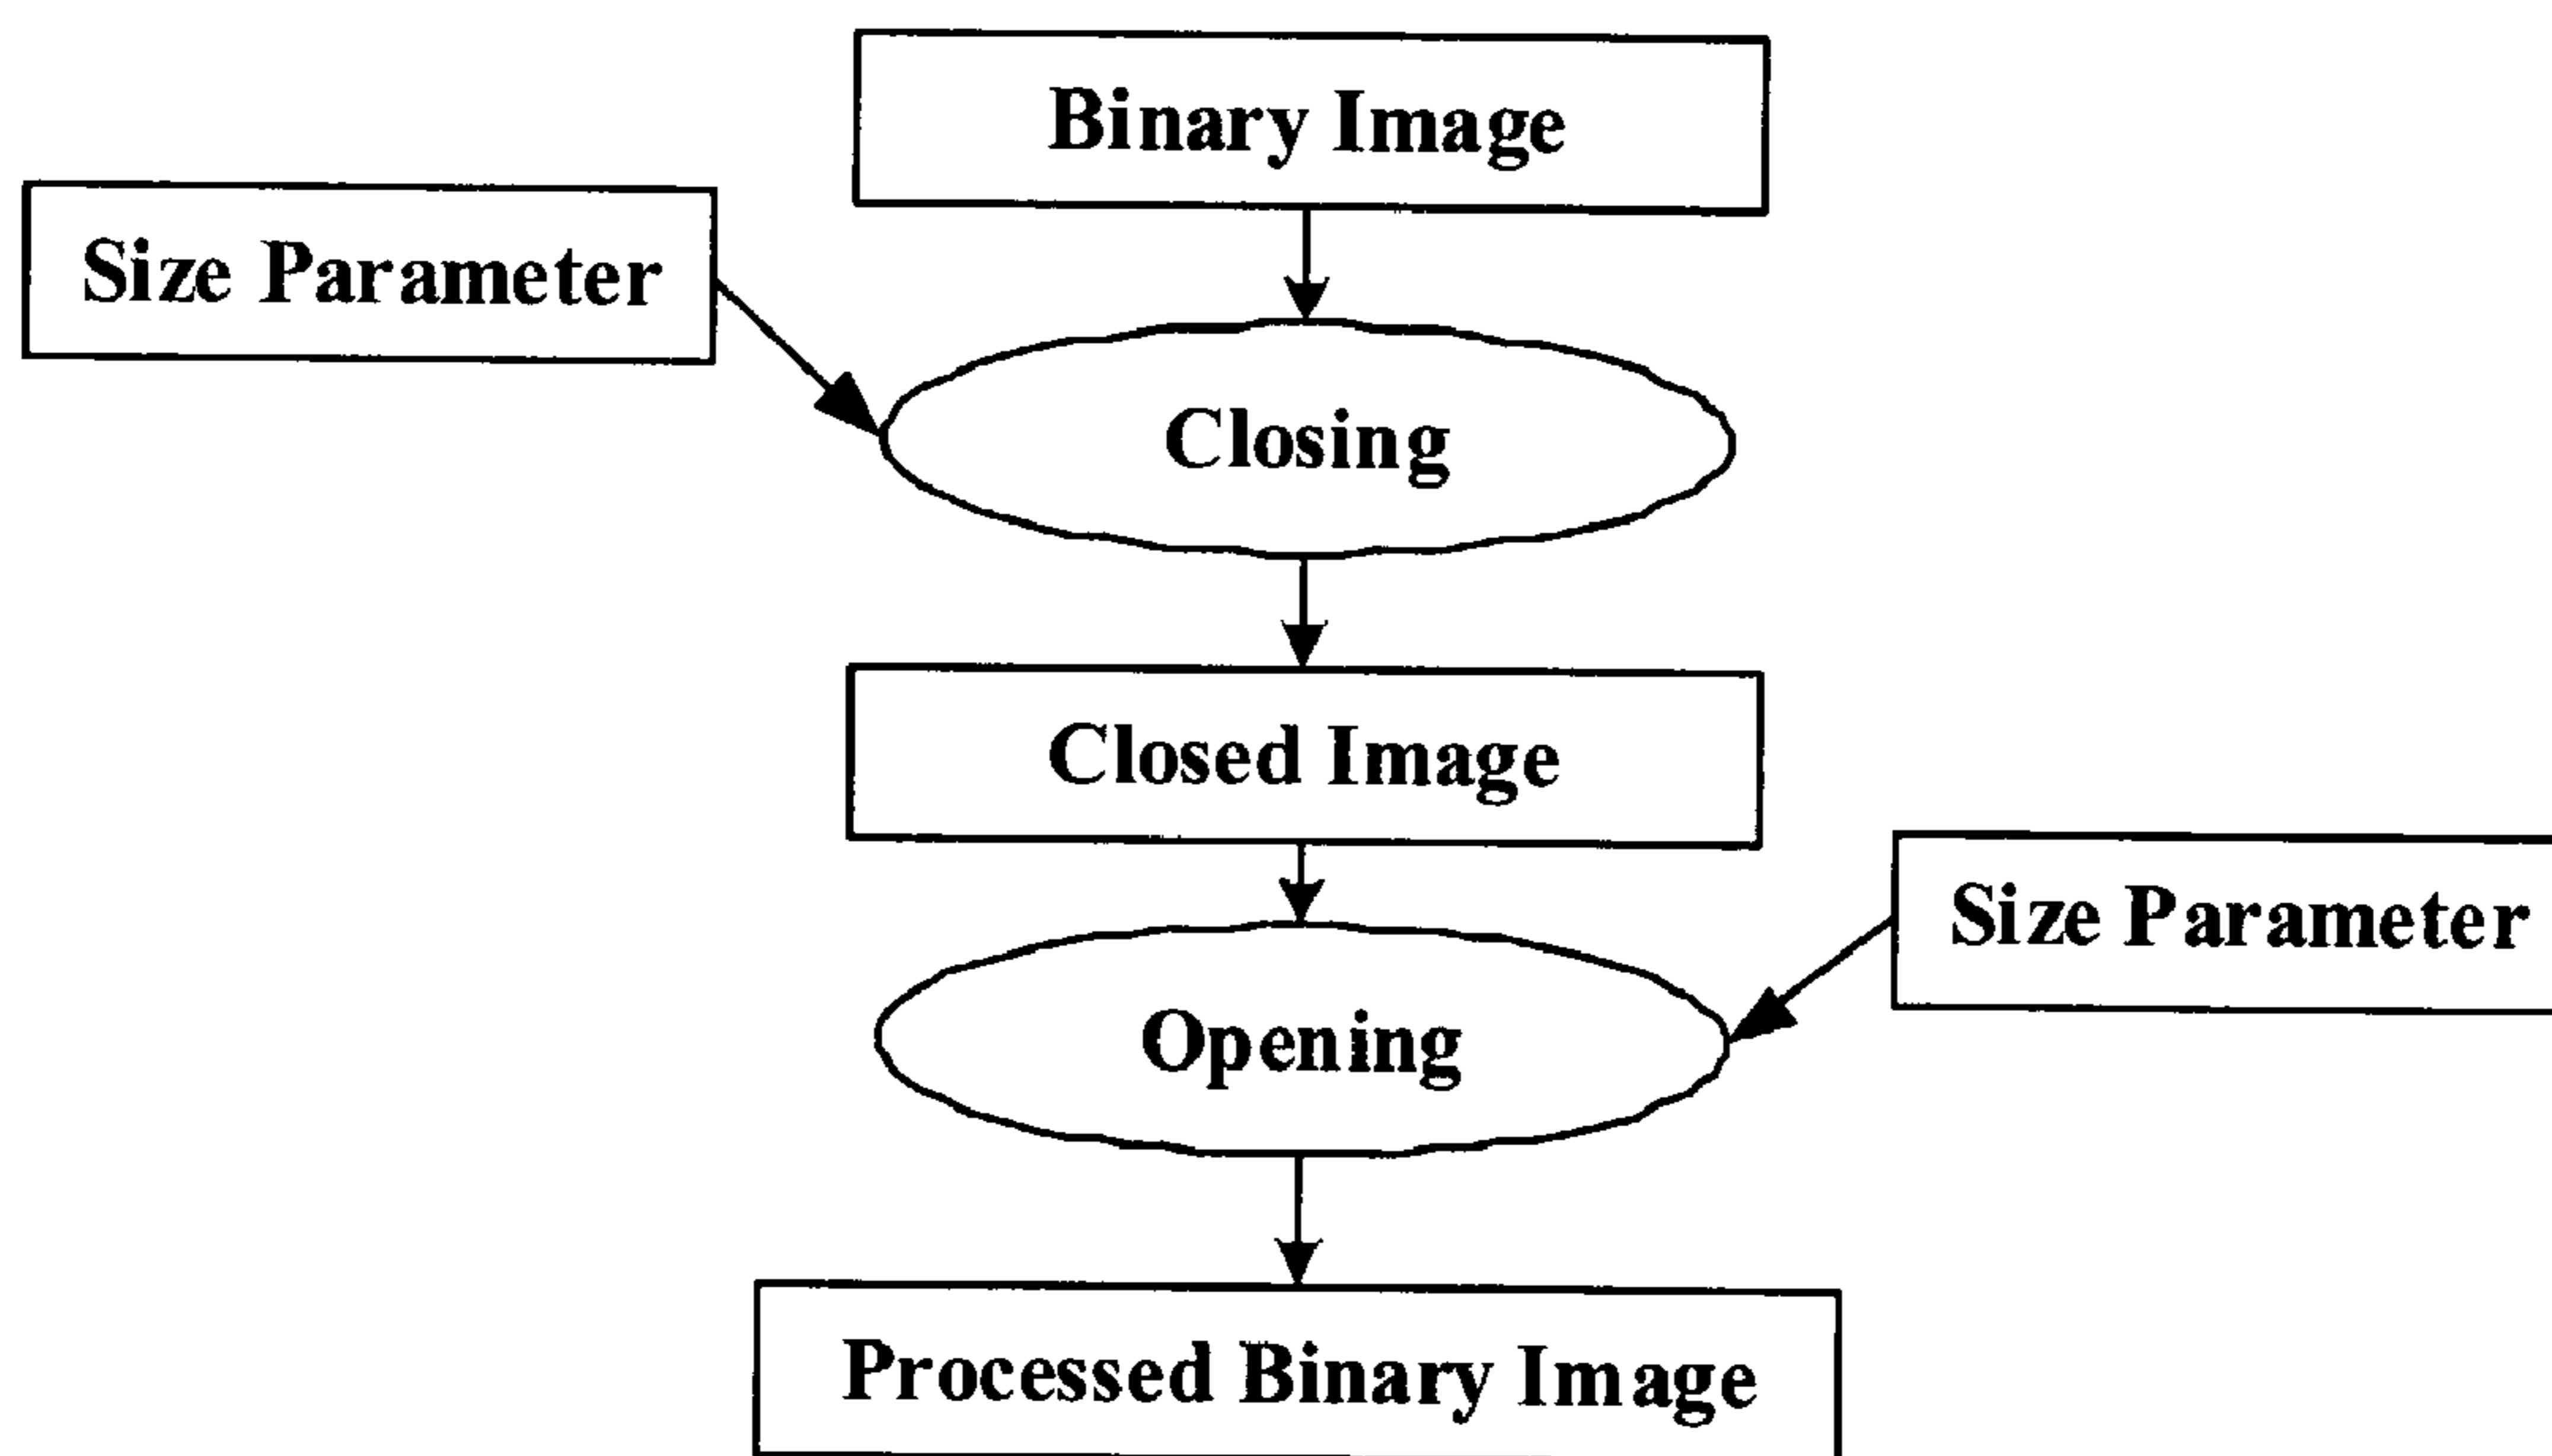 Binary Image
Size Parameter
Closing
Closed Image
Size Parameter
Opening
Processed Binary Image